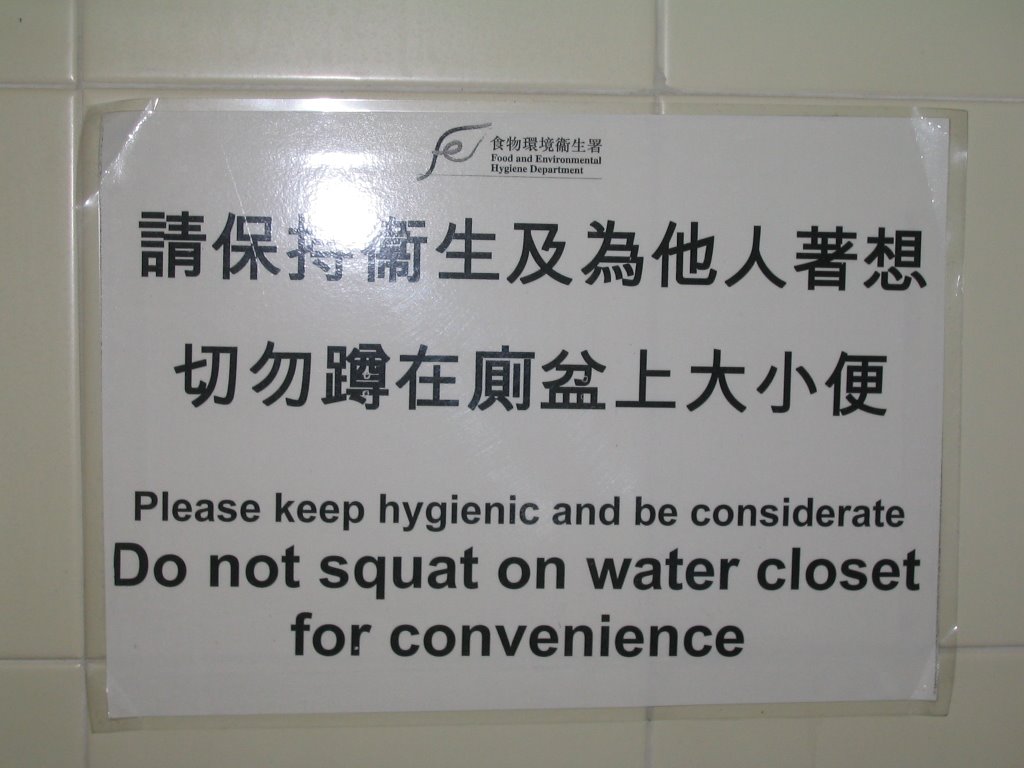 食物環境衞生署
Food and Environmental
Hygiene Department
請保持衞生及為他人著想
切勿蹲在廁盆上大小便
Please keep hygienic and be considerate
Do not squat on water closet
for convenience